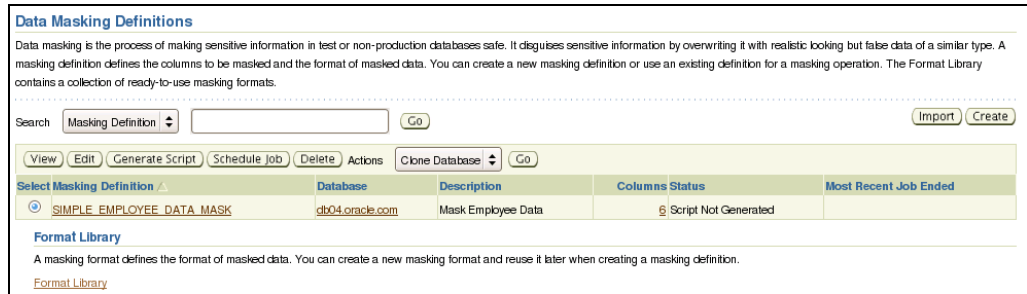 Data Masking Definitions
Data masking is the process of making sensitive information in test or non-production databases safe. It disguises sensitive information by overwriting it with realistic looking but false data of a similar type. A
masking definition defines the columns to be masked and the format of masked data. You can create a new masking definition or use an existing definition for a masking operation. The Format Library
contains a collection of ready-to-use masking formats.
Search Masking Definition Go Import Create
View Edit Generate Script Schedule Job Delete Actions Clone Database Go
Select Masking Definition Database Description Columns Status Most Recent Job Ended
SIMPLE_EMPLOYEE_DATA_MASK db04.oracle.com Mask Employee Data 6 Script Not Generated
Format Library
A masking format defines the format of masked data. You can create a new masking format and reuse it later when creating a masking definition.
Format Library